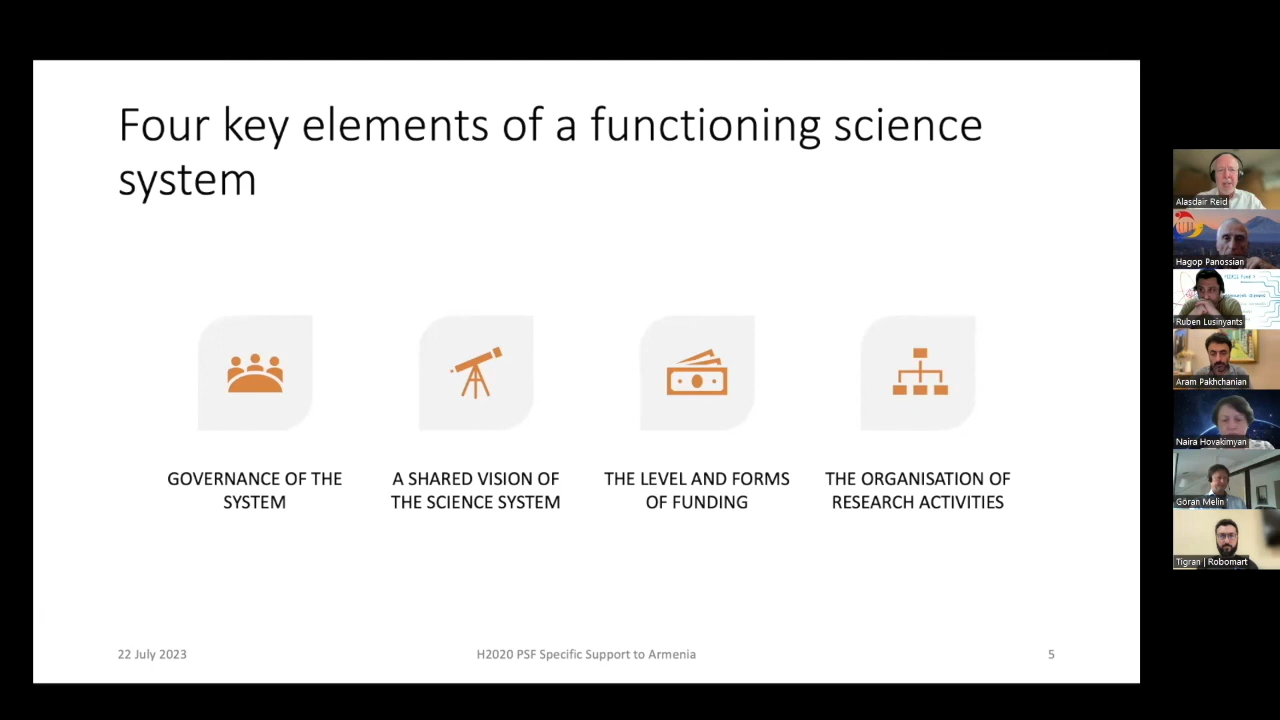 Four key elements of a functioning science
system
GOVERNANCE OF THE
SYSTEM
A SHARED VISION OF
THE SCIENCE SYSTEM
THE LEVEL AND FORMS
OF FUNDING
THE ORGANISATION OF
RESEARCH ACTIVITIES
22 July 2023
H2020 PSF Specific Support to Armenia
5
Alasdair Reid
Hagop Panossian
Ruben Lusinyants
Aram Pakhchanian
Naira Hovakimyan
Göran Melin
Tigran | Robomart